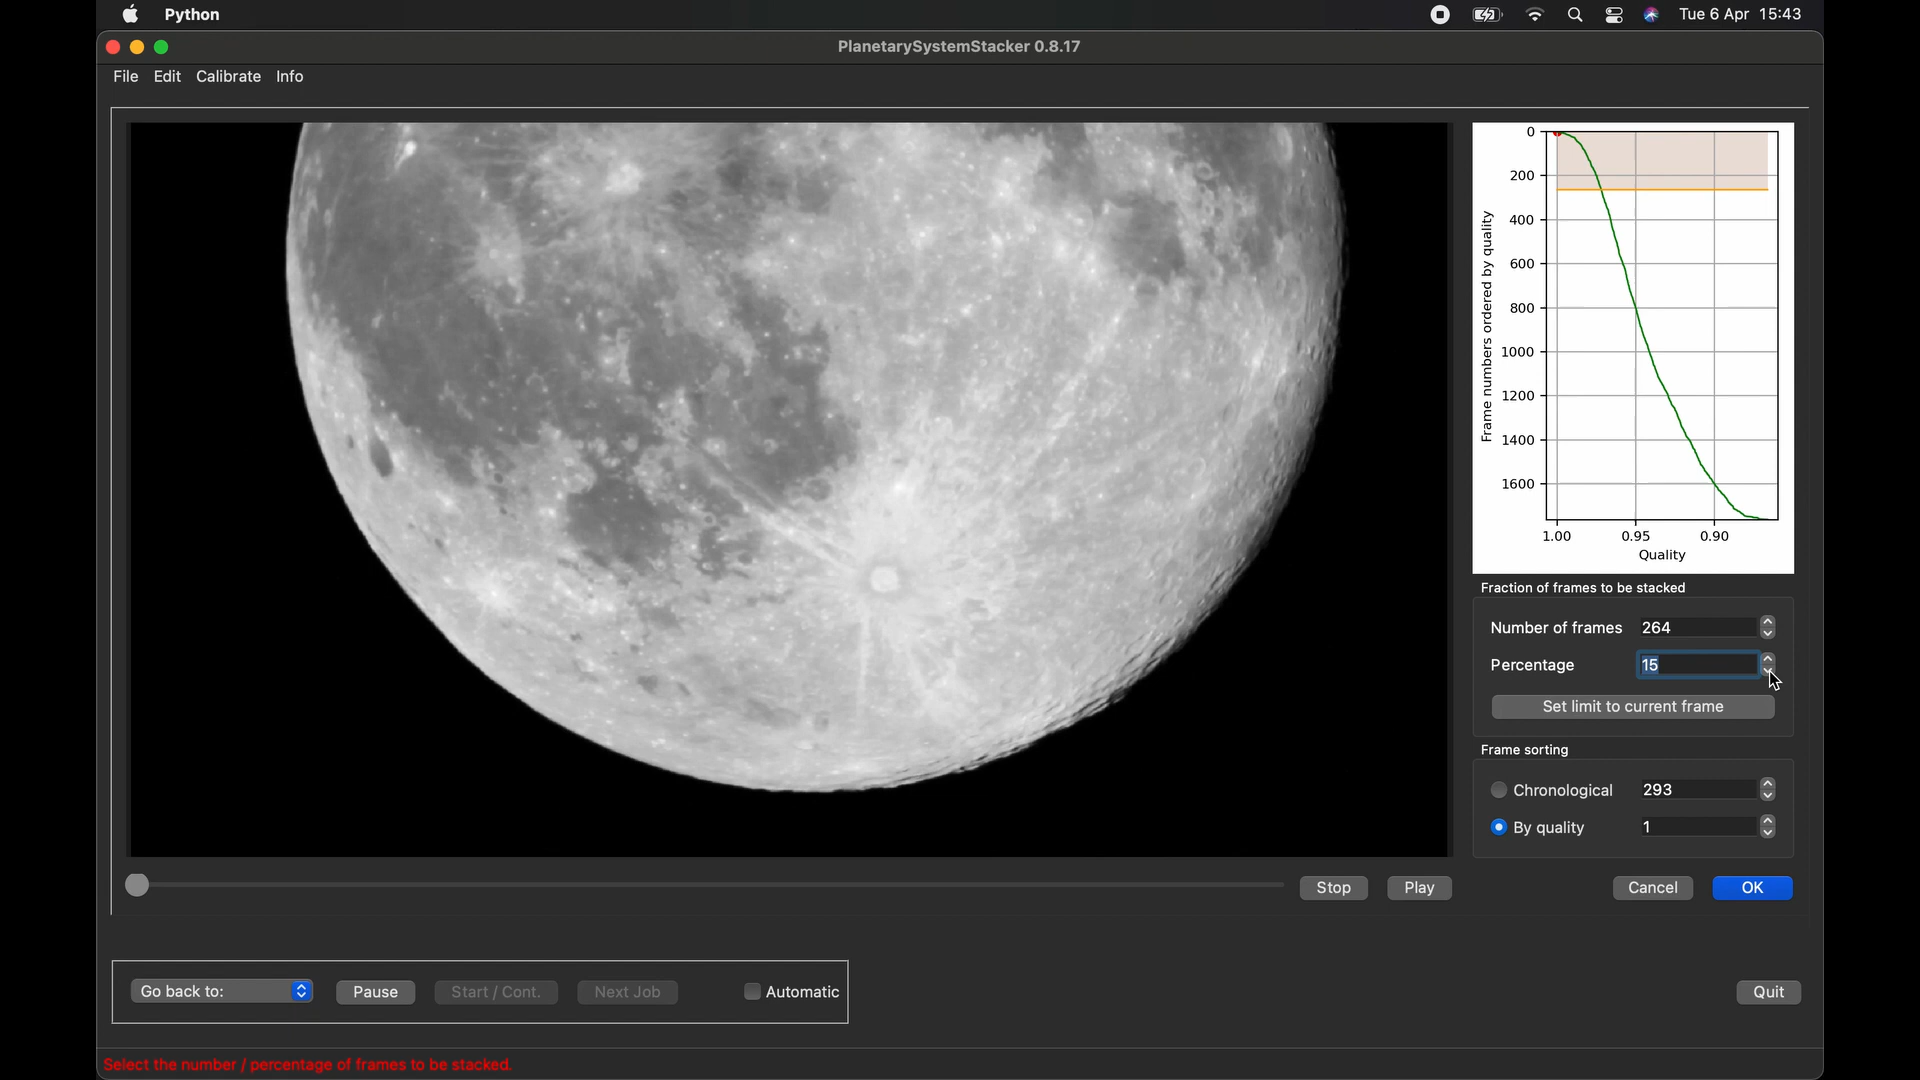 Python
Tue 6 Apr 15:43
PlanetarySystemStacker 0.8.17
File Edit Calibrate Info
0
200
400
600
800
1000
1200
1400
1600
Frame numbers ordered by quality
1.00 0.95 0.90
Quality
Fraction of frames to be stacked
Number of frames 264
Percentage 15
Set limit to current frame
Frame sorting
Chronological 293
By quality 1
Stop Play Cancel OK
Go back to: Pause Start / Cont. Next Job Automatic Quit
Select the number / percentage of frames to be stacked.